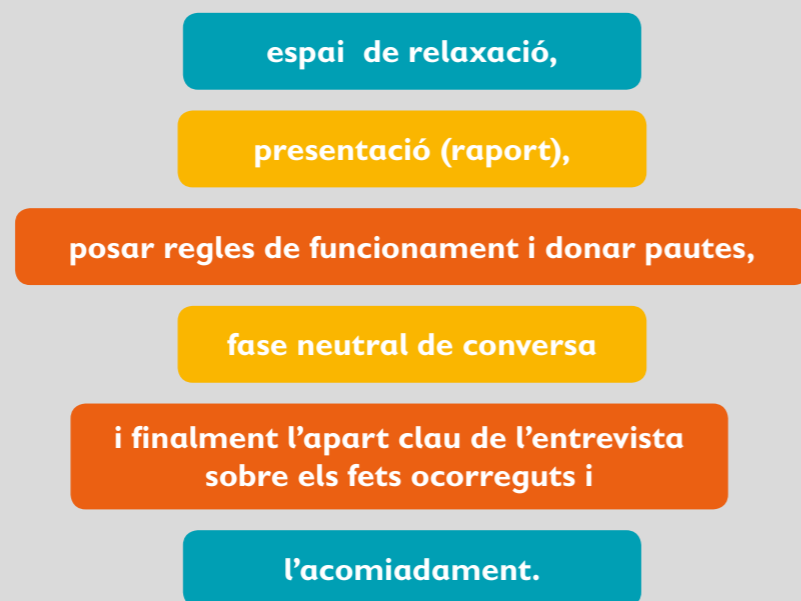 espai de relaxació,
presentació (raport),
posar regles de funcionament i donar pautes,
fase neutral de conversa
i finalment l’apart clau de l’entrevista
sobre els fets ocorreguts i
l’acomiadament.